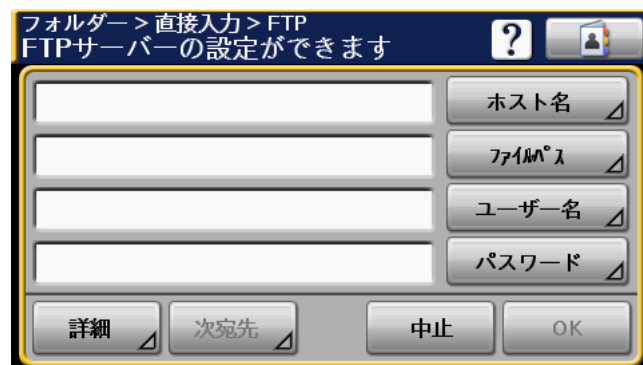 フォルダー > 直接入力 > FTP
FTPサーバーの設定ができます
?
ホスト名
ﾌｧｲﾙﾊﾟｽ
ユーザー名
パスワード
詳細 次宛先 中止 OK